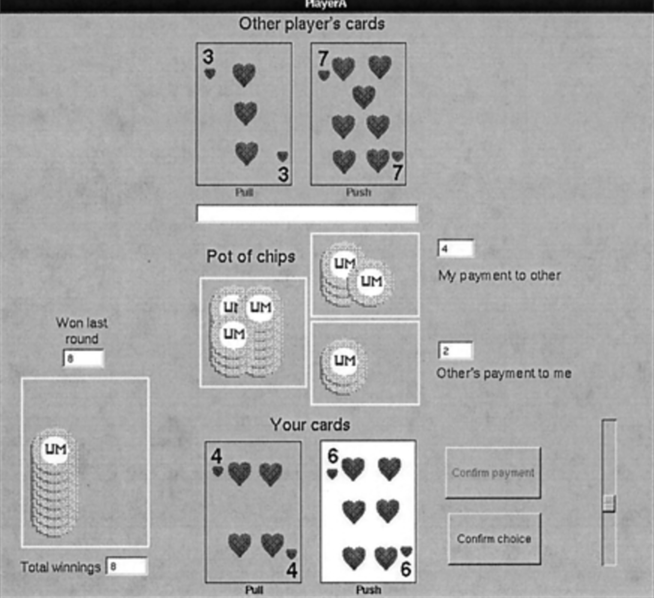 PlayerA
Other player's cards
3 7
3 7
Pull Push
Pot of chips
UM
UM
4
My payment to other
UM
UM
UM
Won last
round
8
UM
2
Other's payment to me
UM
Your cards
4 6
4 6
Confirm payment
Confirm choice
Total winnings 8
Pull Push